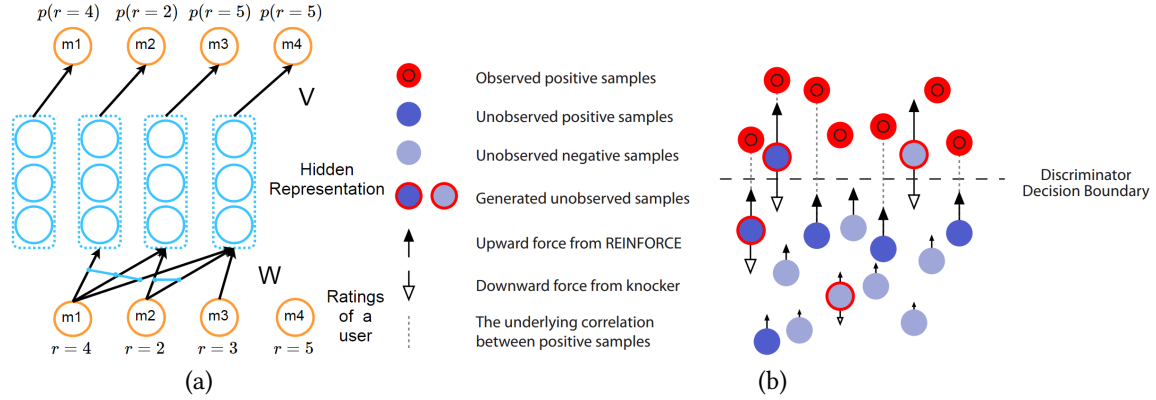 p(r = 4) p(r = 2) p(r = 5) p(r = 5)
m1 m2 m3 m4
V
Hidden
Representation
W
Ratings
of a
user
m1 m2 m3 m4
r = 4 r = 2 r = 3 r = 5
(a)
Observed positive samples
Unobserved positive samples
Unobserved negative samples
Generated unobserved samples
Upward force from REINFORCE
Downward force from knocker
The underlying correlation
between positive samples
Discriminator
Decision Boundary
(b)